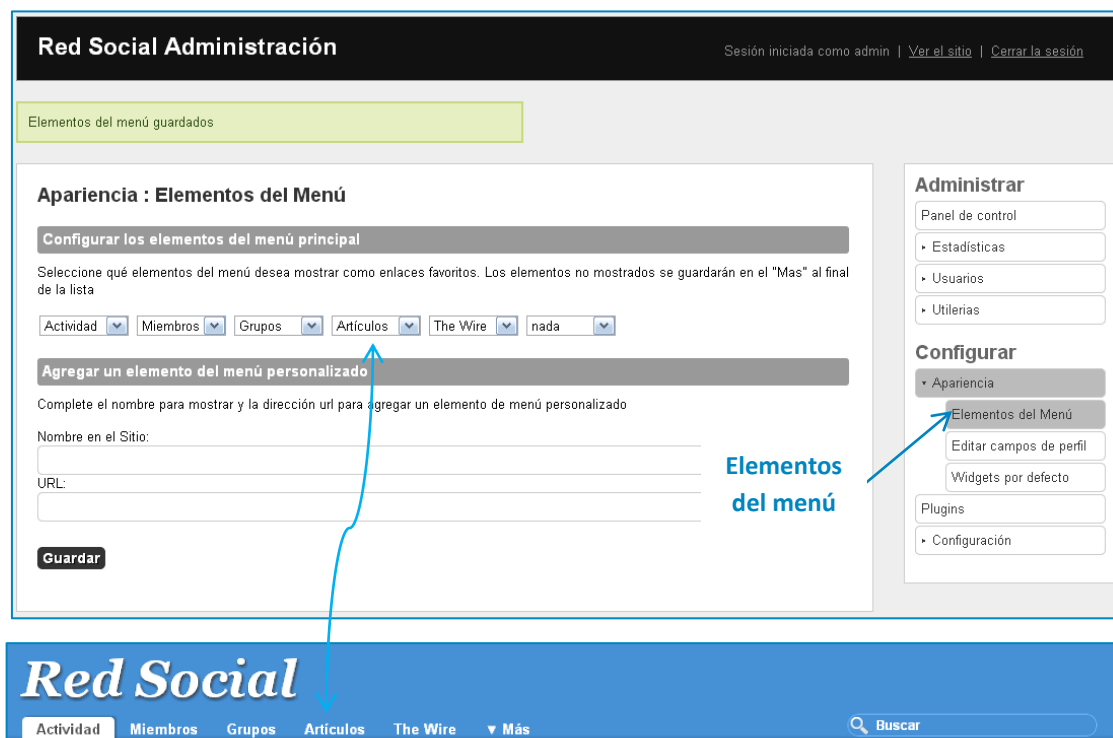 Red Social Administración
Sesión iniciada como admin | Ver el sitio | Cerrar la sesión
Elementos del menú guardados
Apariencia : Elementos del Menú
Configurar los elementos del menú principal
Seleccione qué elementos del menú desea mostrar como enlaces favoritos. Los elementos no mostrados se guardarán en el "Mas" al final
de la lista
Actividad Miembros Grupos Artículos The Wire nada
Agregar un elemento del menú personalizado
Complete el nombre para mostrar y la dirección url para agregar un elemento de menú personalizado
Nombre en el Sitio:
URL:
Guardar
Elementos
del menú
Administrar
Panel de control
Estadísticas
Usuarios
Utilerias
Configurar
Apariencia
Elementos del Menú
Editar campos de perfil
Widgets por defecto
Plugins
Configuración
Red Social
Actividad Miembros Grupos Artículos The Wire ▼ Más
Buscar